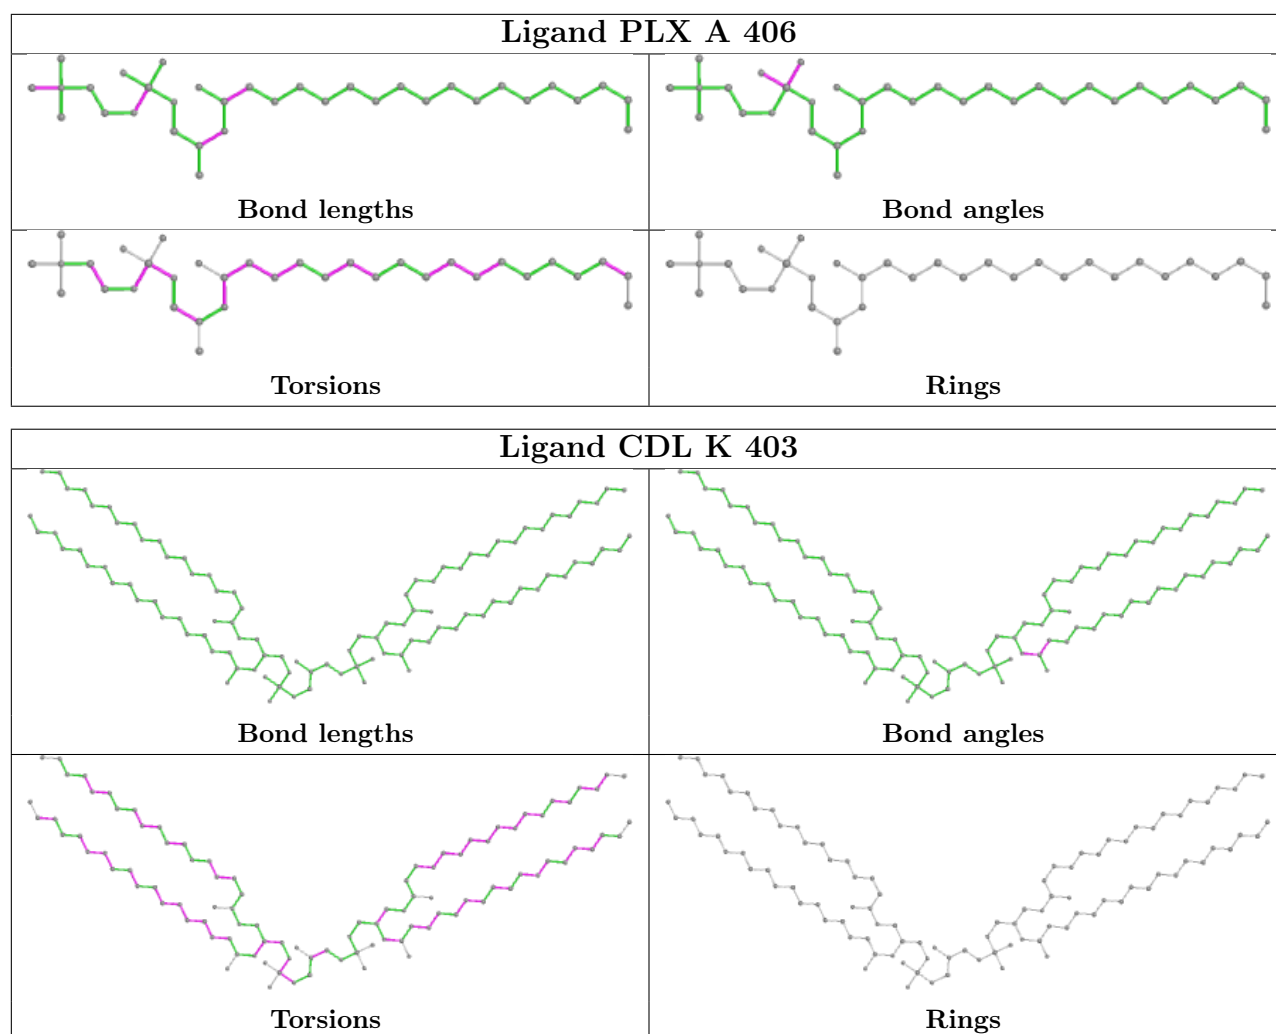 Ligand PLX A 406
Bond lengths
Bond angles
Torsions
Rings
Ligand CDL K 403
Bond lengths
Bond angles
Torsions
Rings